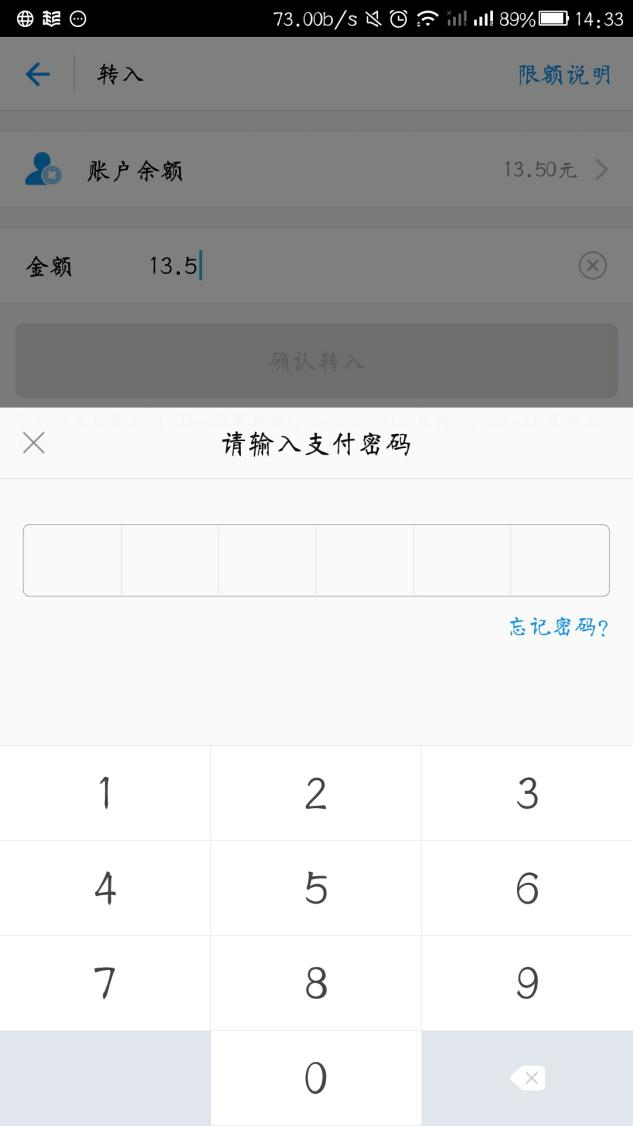 73.00b/s 89% 14:33
转入 限额说明
账户余额 13.50元
金额 13.5
确认转入
请输入支付密码
忘记密码?
1 2 3
4 5 6
7 8 9
0